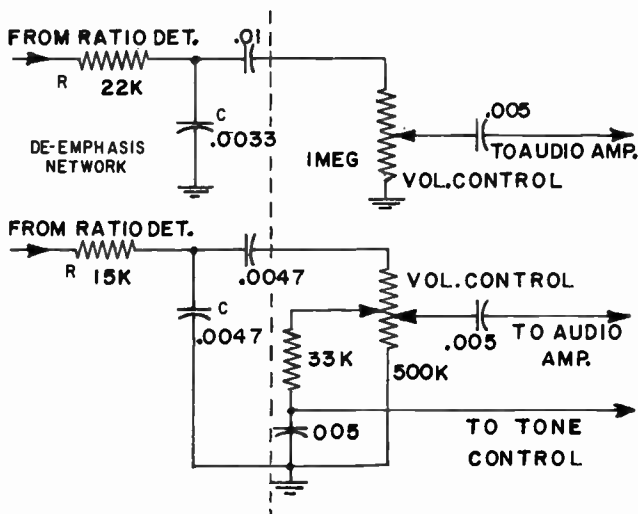 FROM RATIO DET.
.01
R
22K
C
.0033
DE-EMPHASIS
NETWORK
1MEG
.005
TO AUDIO AMP.
VOL. CONTROL
FROM RATIO DET.
R
15K
.0047
C
.0047
VOL. CONTROL
.005
TO AUDIO
AMP.
33K
500K
005
TO TONE
CONTROL